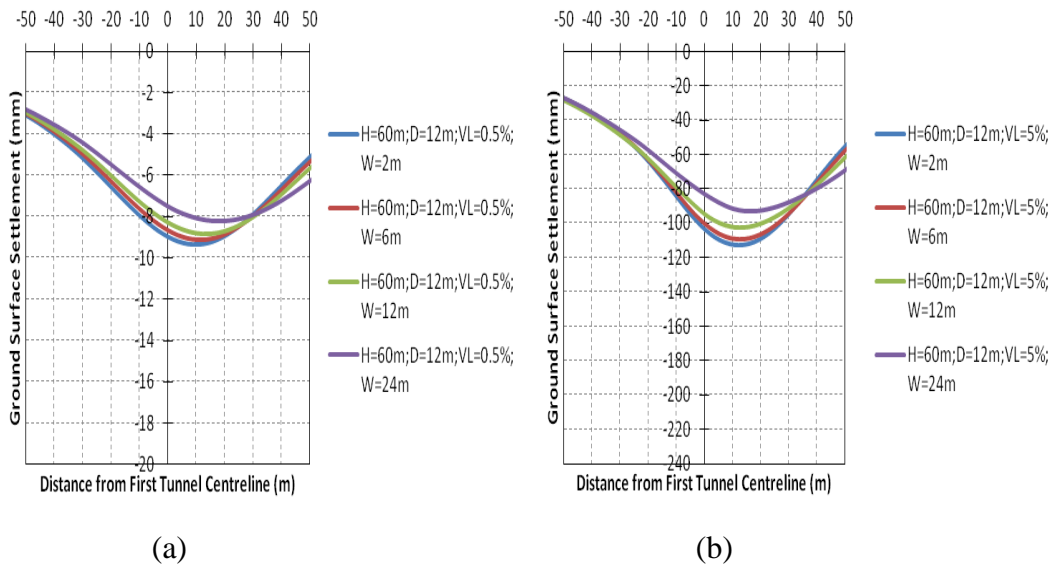 -50 -40 -30 -20 -10 0 10 20 30 40 50
0
-2
-4
-6
-8
-10
-12
-14
-16
-18
-20
Ground Surface Settlement (mm)
Distance from First Tunnel Centreline (m)
H=60m;D=12m;VL=0.5%;
W=2m
H=60m;D=12m;VL=0.5%;
W=6m
H=60m;D=12m;VL=0.5%;
W=12m
H=60m;D=12m;VL=0.5%;
W=24m
(a)
-50 -40 -30 -20 -10 0 10 20 30 40 50
0
-20
-40
-60
-80
-100
-120
-140
-160
-180
-200
-220
-240
Ground Surface Settlement (mm)
Distance from First Tunnel Centreline (m)
H=60m;D=12m;VL=5%;
W=2m
H=60m;D=12m;VL=5%;
W=6m
H=60m;D=12m;VL=5%;
W=12m
H=60m;D=12m;VL=5%;
W=24m
(b)